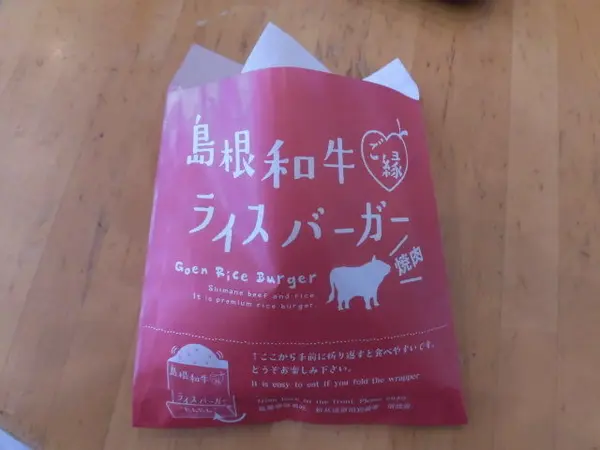 島根和牛
ご縁
ライスバーガー
焼肉
Goen Rice Burger
Shimane beef and rice
It is premium rice burger.
↑ここから手前に折り返すと食べやすいです。
どうぞお楽しみ下さい。
It is easy to eat if you fold the wrapper
島根和牛
ライスバーガー